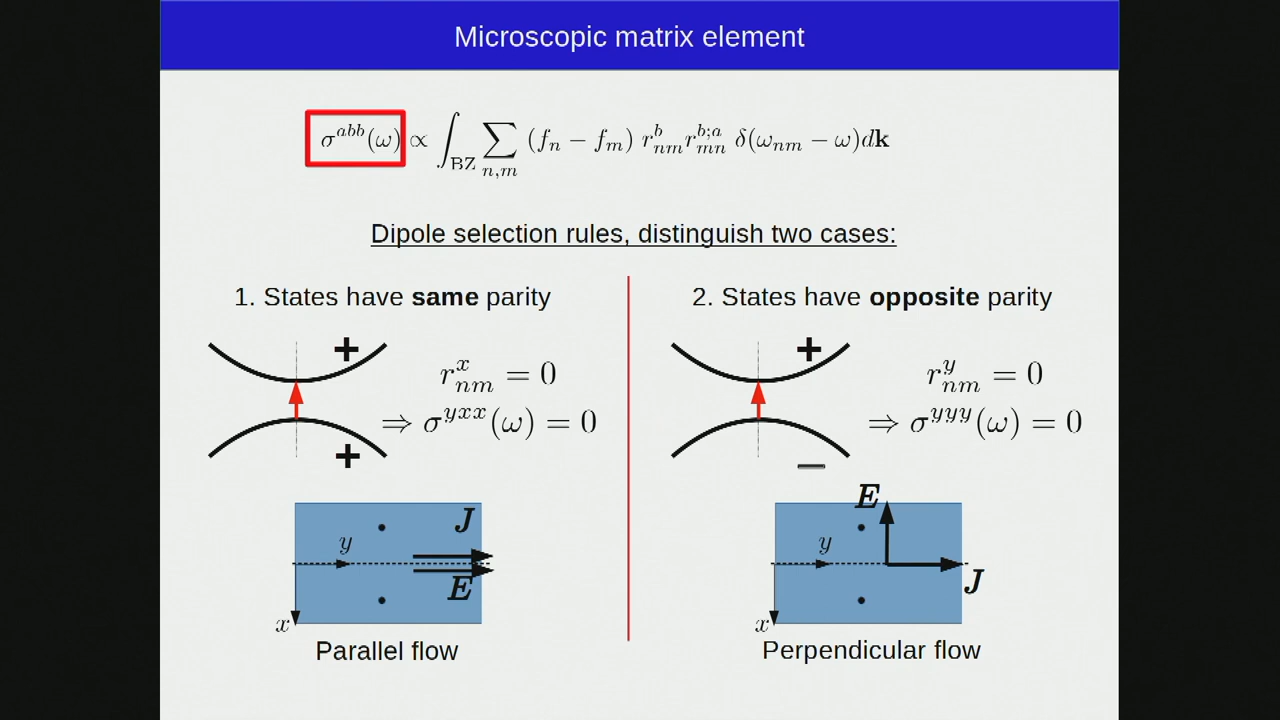 Microscopic matrix element
σ^{abb}(ω) ∝ ∫_{BZ} ∑_{n,m} (f_n − f_m) r^b_{nm} r^{b;a}_{mn} δ(ω_{nm} − ω)d𝐤
Dipole selection rules, distinguish two cases:
1. States have same parity
+
r^x_{nm} = 0
⇒ σ^{yxx}(ω) = 0
+
J
y
E
x
Parallel flow
2. States have opposite parity
+
r^y_{nm} = 0
⇒ σ^{yyy}(ω) = 0
−
E
y
J
x
Perpendicular flow